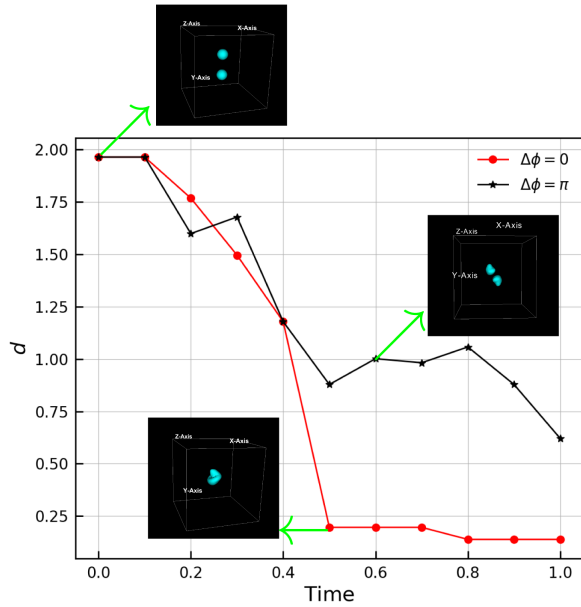 Z-Axis X-Axis
Y-Axis
2.00
1.75
1.50
1.25
1.00
0.75
0.50
0.25
d
Δϕ = 0
Δϕ = π
X-Axis
Z-Axis
Y-Axis
Z-Axis X-Axis
Y-Axis
0.0 0.2 0.4 0.6 0.8 1.0
Time